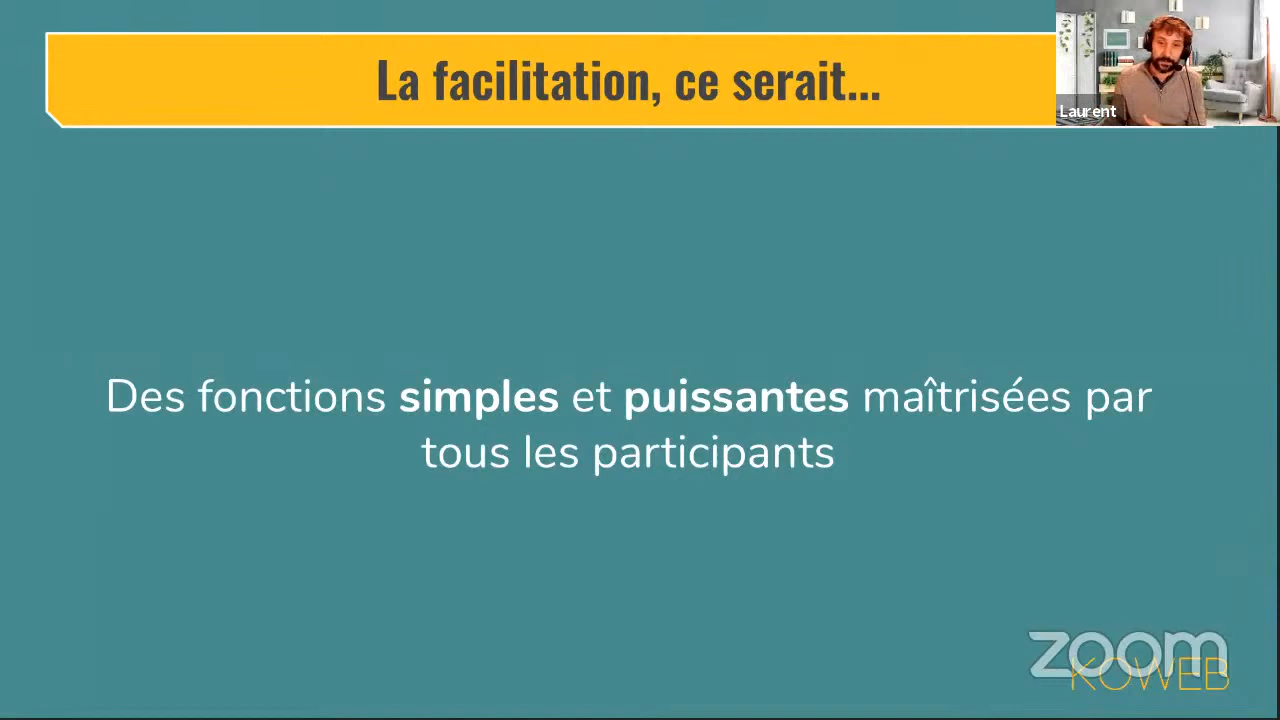 La facilitation, ce serait...
Laurent
Des fonctions simples et puissantes maîtrisées par
tous les participants
zoom
KOWEB